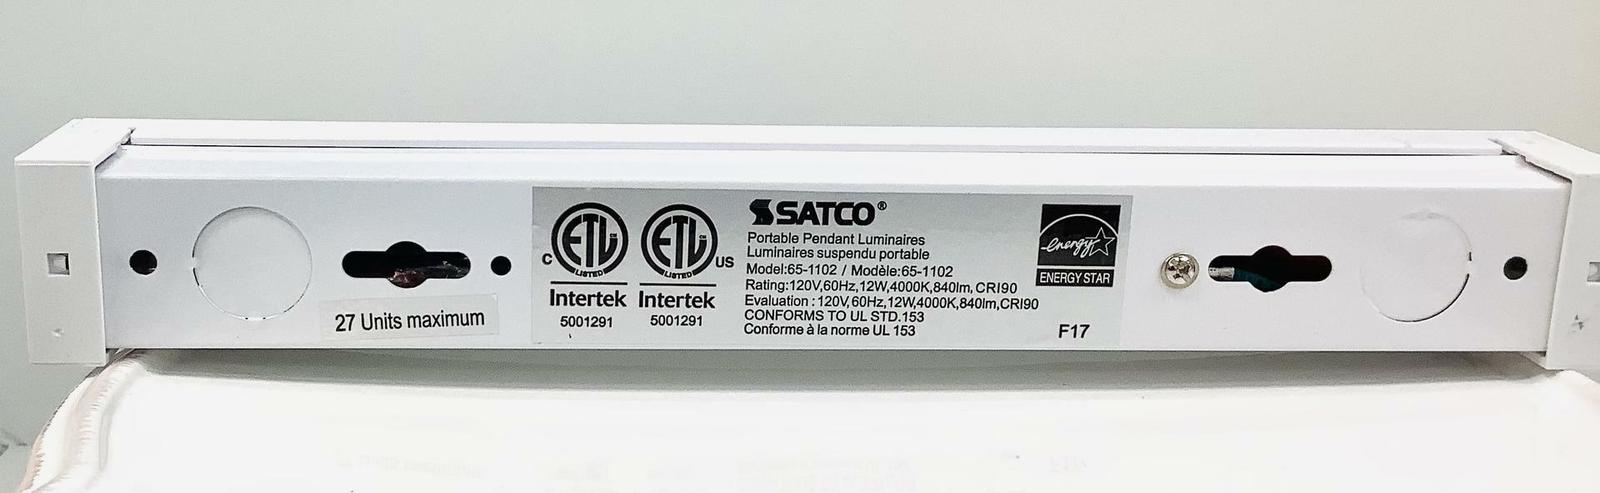 27 Units maximum
C ETL CM LISTED
Intertek
5001291
ETL CM LISTED US
Intertek
5001291
SATCO®
Portable Pendant Luminaires
Luminaires suspendu portable
Model:65-1102 / Modèle:65-1102
Rating:120V,60Hz,12W,4000K,840lm,CRI90
Evaluation : 120V,60Hz,12W,4000K,840lm,CRI90
CONFORMS TO UL STD.153
Conforme à la norme UL 153
energy
ENERGY STAR
F17